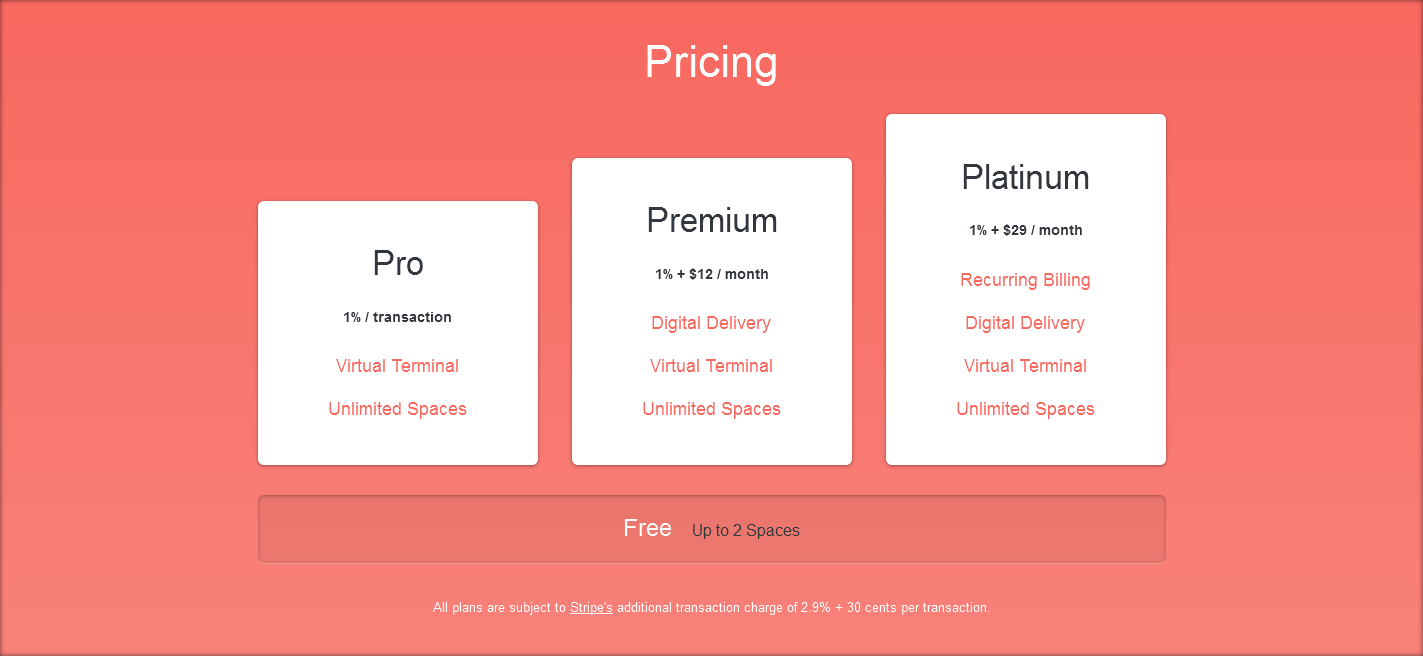 Pricing
Pro
1% / transaction
Virtual Terminal
Unlimited Spaces
Premium
1% + $12 / month
Digital Delivery
Virtual Terminal
Unlimited Spaces
Platinum
1% + $29 / month
Recurring Billing
Digital Delivery
Virtual Terminal
Unlimited Spaces
Free Up to 2 Spaces
All plans are subject to Stripe's additional transaction charge of 2.9% + 30 cents per transaction.